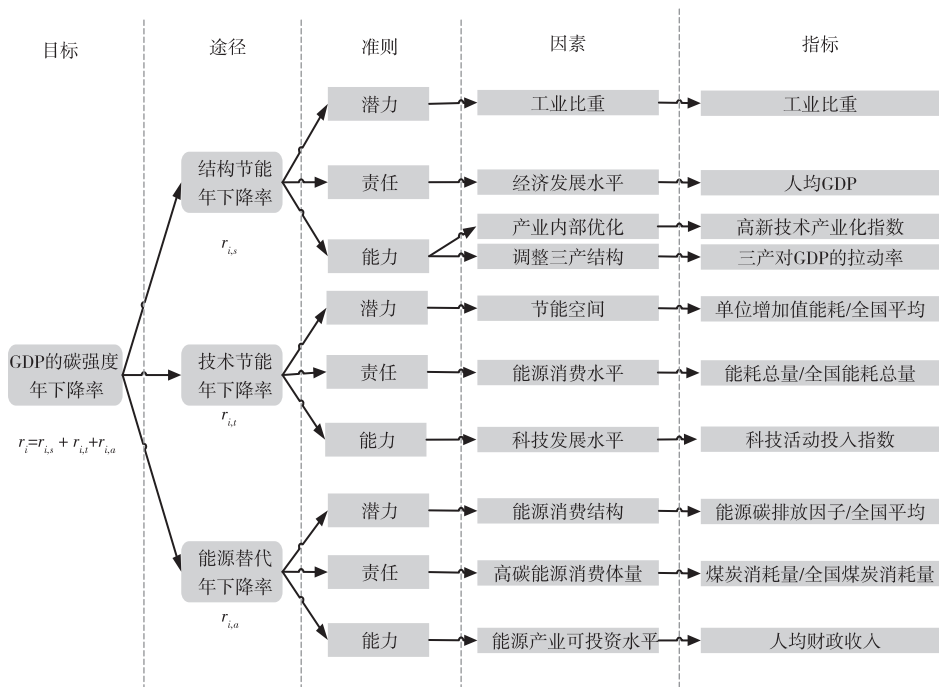 目标
途径
准则
因素
指标
GDP的碳强度
年下降率
r_i=r_{i,s} + r_{i,t}+r_{i,a}
结构节能
年下降率
r_{i,s}
潜力
工业比重
工业比重
责任
经济发展水平
人均GDP
能力
产业内部优化
高新技术产业化指数
调整三产结构
三产对GDP的拉动率
技术节能
年下降率
r_{i,t}
潜力
节能空间
单位增加值能耗/全国平均
责任
能源消费水平
能耗总量/全国能耗总量
能力
科技发展水平
科技活动投入指数
能源替代
年下降率
r_{i,a}
潜力
能源消费结构
能源碳排放因子/全国平均
责任
高碳能源消费体量
煤炭消耗量/全国煤炭消耗量
能力
能源产业可投资水平
人均财政收入